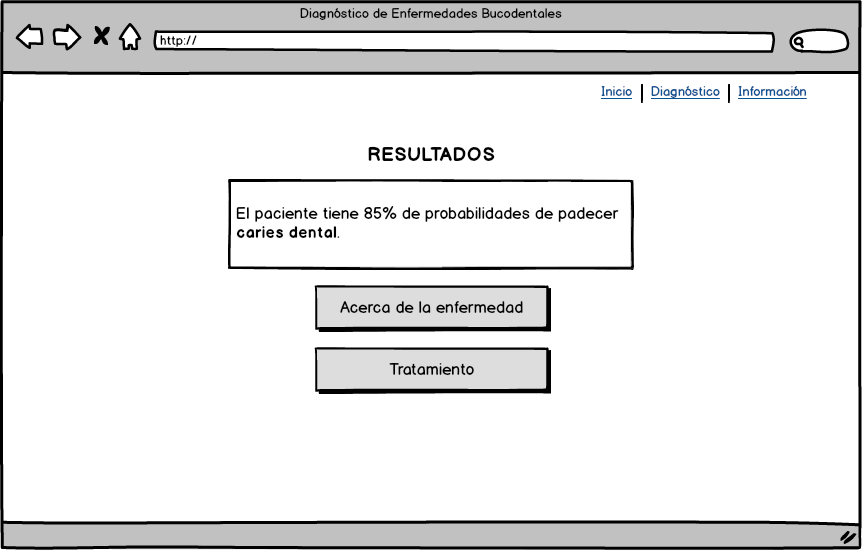 Diagnóstico de Enfermedades Bucodentales
http://
Inicio | Diagnóstico | Información
RESULTADOS
El paciente tiene 85% de probabilidades de padecer
caries dental.
Acerca de la enfermedad
Tratamiento